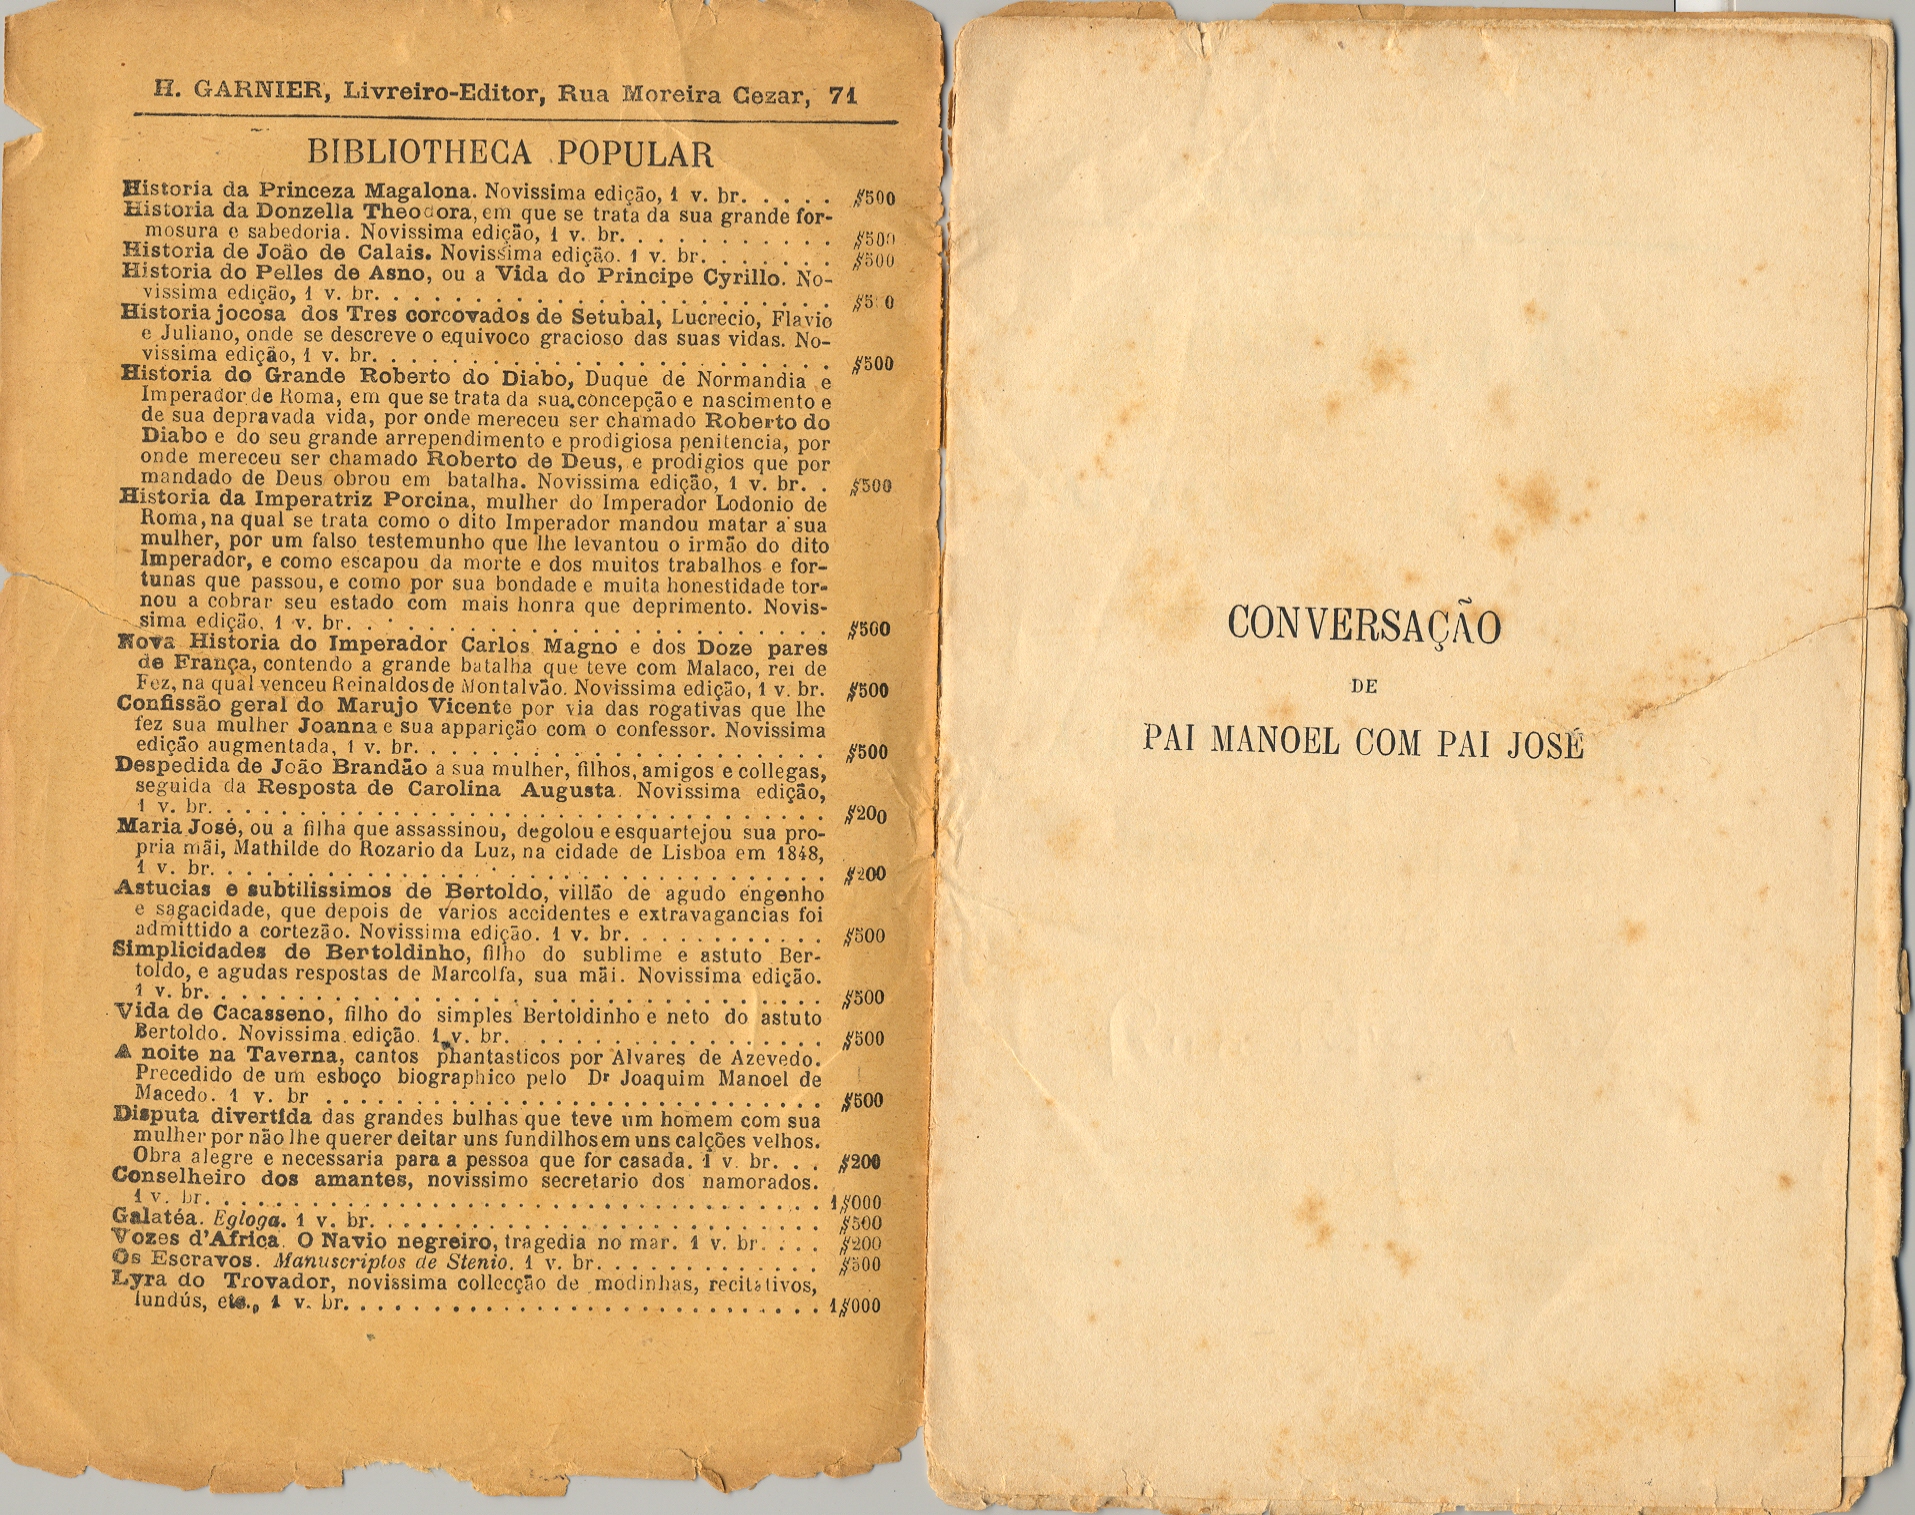 H. GARNIER, Livreiro-Editor, Rua Moreira Cezar, 71
BIBLIOTHECA POPULAR
Historia da Princeza Magalona. Novissima edição, 1 v. br. . . . . . $500
Historia da Donzella Theodora, em que se trata da sua grande for-
mosura e sabedoria. Novissima edição, 1 v. br. . . . . . . . . . . . $500
Historia de João de Calais. Novissima edição. 1 v. br. . . . . . . . $500
Historia do Pelles de Asno, ou a Vida do Principe Cyrillo. No-
vissima edição, 1 v. br. . . . . . . . . . . . . . . . . . . . . . $5 0
Historia jocosa dos Tres corcovados de Setubal, Lucrecio, Flavio
e Juliano, onde se descreve o equivoco gracioso das suas vidas. No-
vissima edição, 1 v. br. . . . . . . . . . . . . . . . . . . . . . $500
Historia do Grande Roberto do Diabo, Duque de Normandia e
Imperador de Roma, em que se trata da sua concepção e nascimento e
de sua depravada vida, por onde mereceu ser chamado Roberto do
Diabo e do seu grande arrependimento e prodigiosa penitencia, por
onde mereceu ser chamado Roberto de Deus, e prodigios que por
mandado de Deus obrou em batalha. Novissima edição, 1 v. br. . $500
Historia da Imperatriz Porcina, mulher do Imperador Lodonio de
Roma, na qual se trata como o dito Imperador mandou matar a sua
mulher, por um falso testemunho que lhe levantou o irmão do dito
Imperador, e como escapou da morte e dos muitos trabalhos e for-
tunas que passou, e como por sua bondade e muita honestidade tor-
nou a cobrar seu estado com mais honra que deprimento. Novis-
sima edição. 1 v. br. . . . . . . . . . . . . . . . . . . . . . . $500
Nova Historia do Imperador Carlos Magno e dos Doze pares
de França, contendo a grande batalha que teve com Malaco, rei de
Fez, na qual venceu Reinaldos de Montalvão. Novissima edição, 1 v. br. $500
Confissão geral do Marujo Vicente por via das rogativas que lhe
fez sua mulher Joanna e sua apparição com o confessor. Novissima
edição augmentada, 1 v. br. . . . . . . . . . . . . . . . . . . . $500
Despedida de João Brandão a sua mulher, filhos, amigos e collegas,
seguida da Resposta de Carolina Augusta. Novissima edição,
1 v. br. . . . . . . . . . . . . . . . . . . . . . . . . . . . . . $200
Maria José, ou a filha que assassinou, degolou e esquartejou sua pro-
pria mãi, Mathilde do Rozario da Luz, na cidade de Lisboa em 1848,
1 v. br. . . . . . . . . . . . . . . . . . . . . . . . . . . . . . $200
Astucias e subtilissimos de Bertoldo, villão de agudo engenho
e sagacidade, que depois de varios accidentes e extravagancias foi
admittido a cortezão. Novissima edição. 1 v. br. . . . . . . . . . . $500
Simplicidades de Bertoldinho, filho do sublime e astuto Ber-
toldo, e agudas respostas de Marcolfa, sua mãi. Novissima edição.
1 v. br. . . . . . . . . . . . . . . . . . . . . . . . . . . . . . $500
Vida de Cacasseno, filho do simples Bertoldinho e neto do astuto
Bertoldo. Novissima edição. 1 v. br. . . . . . . . . . . . . . . . $500
A noite na Taverna, cantos phantasticos por Alvares de Azevedo.
Precedido de um esboço biographico pelo Dr Joaquim Manoel de
Macedo. 1 v. br . . . . . . . . . . . . . . . . . . . . . . . . . $500
Disputa divertida das grandes bulhas que teve um homem com sua
mulher por não lhe querer deitar uns fundilhos em uns calções velhos.
Obra alegre e necessaria para a pessoa que for casada. 1 v. br. . . $200
Conselheiro dos amantes, novissimo secretario dos namorados.
1 v. br. . . . . . . . . . . . . . . . . . . . . . . . . . . . . . 1$000
Galatéa. Egloga. 1 v. br. . . . . . . . . . . . . . . . . . . . . . $500
Vozes d'Africa. O Navio negreiro, tragedia no mar. 1 v. br. . . . $200
Os Escravos. Manuscriptos de Stenio. 1 v. br. . . . . . . . . . . . $500
Lyra do Trovador, novissima collecção de modinhas, recitativos,
lundús, etc., 1 v. br. . . . . . . . . . . . . . . . . . . . . . . . 1$000
CONVERSAÇÃO
DE
PAI MANOEL COM PAI JOSÉ